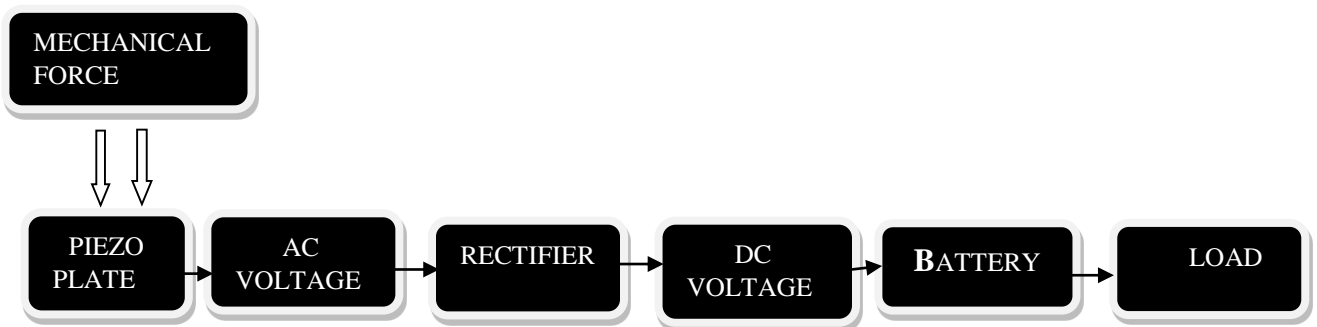 MECHANICAL
FORCE
PIEZO
PLATE
AC
VOLTAGE
RECTIFIER
DC
VOLTAGE
BATTERY
LOAD